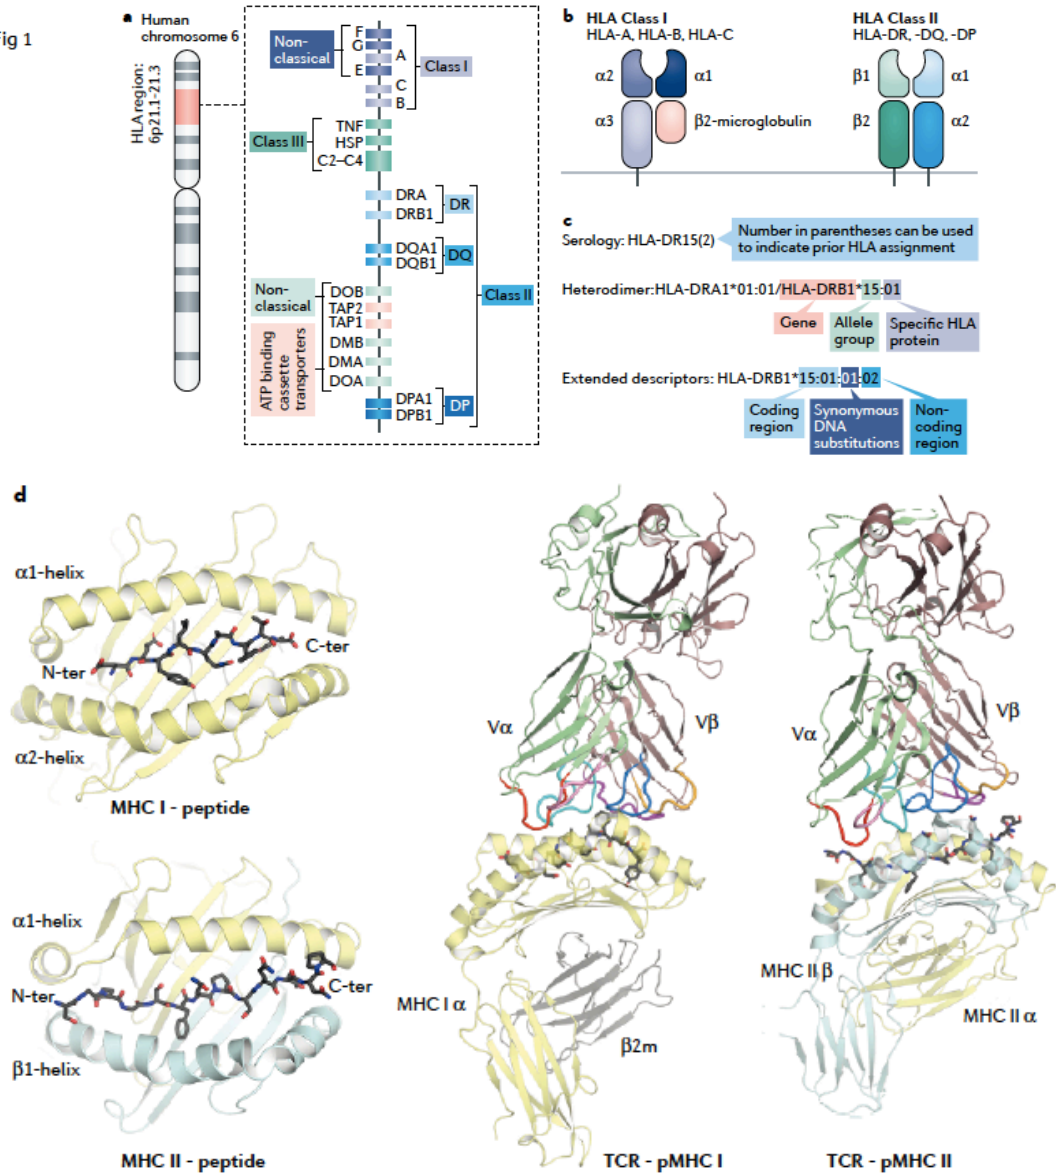 Fig 1
a Human
chromosome 6
HLA region:
6p21.1-21.3
Non-
classical
F
G
E
A
C
B
Class I
Class III
TNF
HSP
C2–C4
DRA
DRB1
DR
DQA1
DQB1
DQ
Class II
Non-
classical
ATP binding
cassette
transporters
DOB
TAP2
TAP1
DMB
DMA
DOA
DPA1
DPB1
DP
b HLA Class I
HLA-A, HLA-B, HLA-C
α2
α1
α3
β2-microglobulin
HLA Class II
HLA-DR, -DQ, -DP
β1
α1
β2
α2
c
Serology: HLA-DR15(2)
Number in parentheses can be used
to indicate prior HLA assignment
Heterodimer:HLA-DRA1*01:01/HLA-DRB1*15:01
Gene
Allele
group
Specific HLA
protein
Extended descriptors: HLA-DRB1*15:01:01:02
Coding
region
Synonymous
DNA
substitutions
Non-
coding
region
d
α1-helix
N-ter
C-ter
α2-helix
MHC I - peptide
α1-helix
N-ter
C-ter
β1-helix
MHC II - peptide
Vα
Vβ
MHC I α
β2m
TCR - pMHC I
Vα
Vβ
MHC II β
MHC II α
TCR - pMHC II